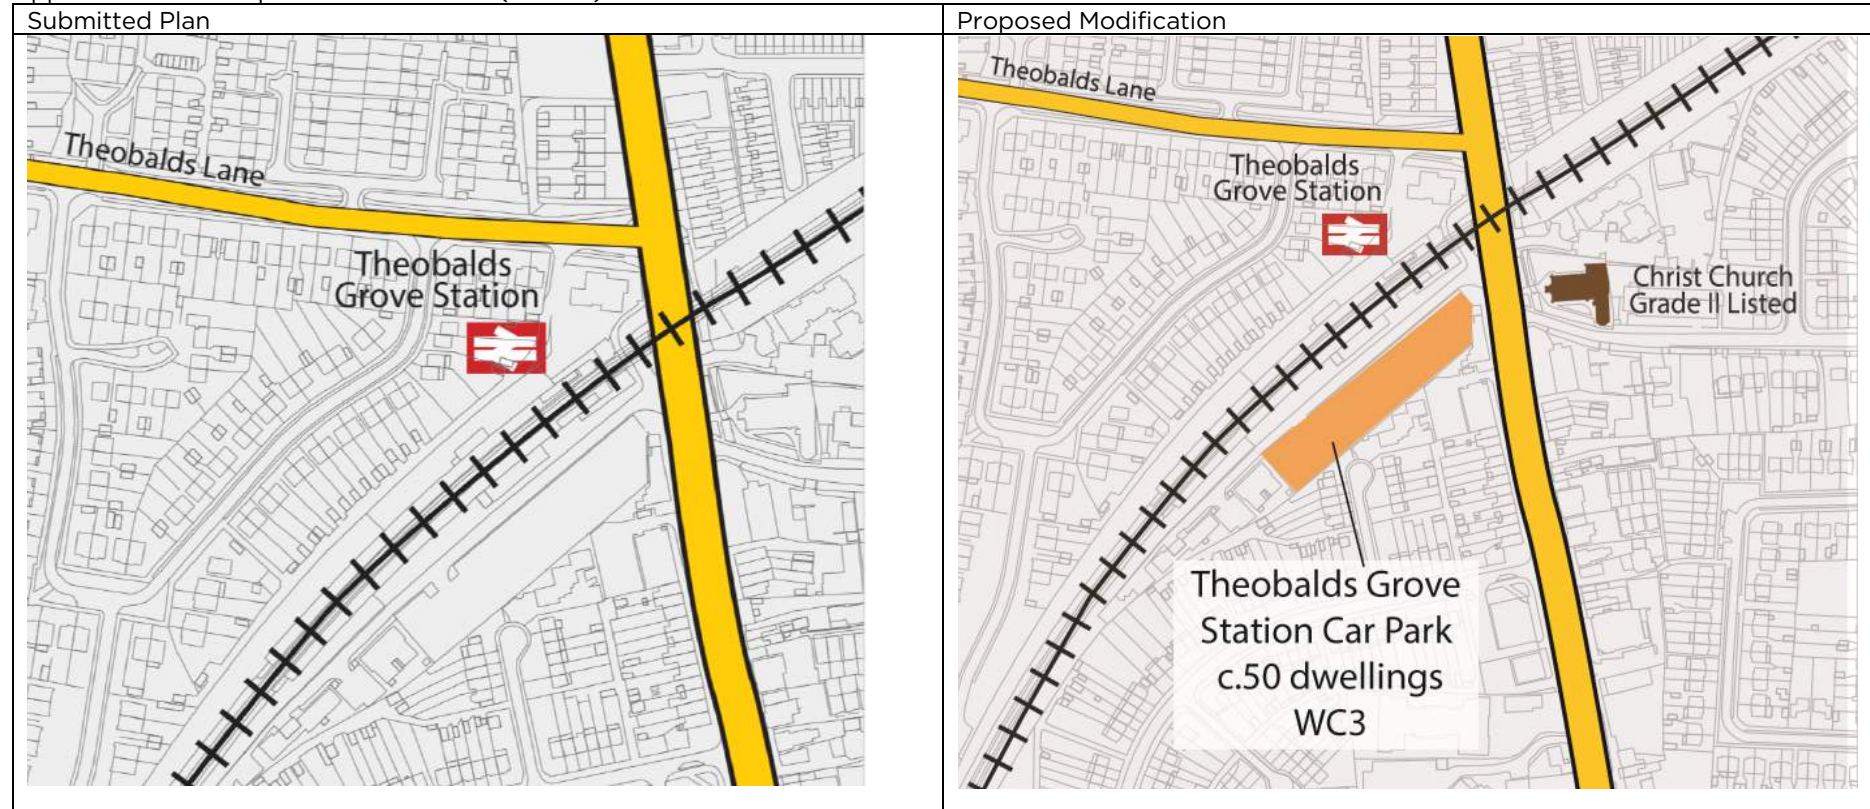 Submitted Plan
Proposed Modification
Theobalds Lane
Theobalds
Grove Station
Theobalds Lane
Theobalds
Grove Station
Christ Church
Grade II Listed
Theobalds Grove
Station Car Park
c.50 dwellings
WC3